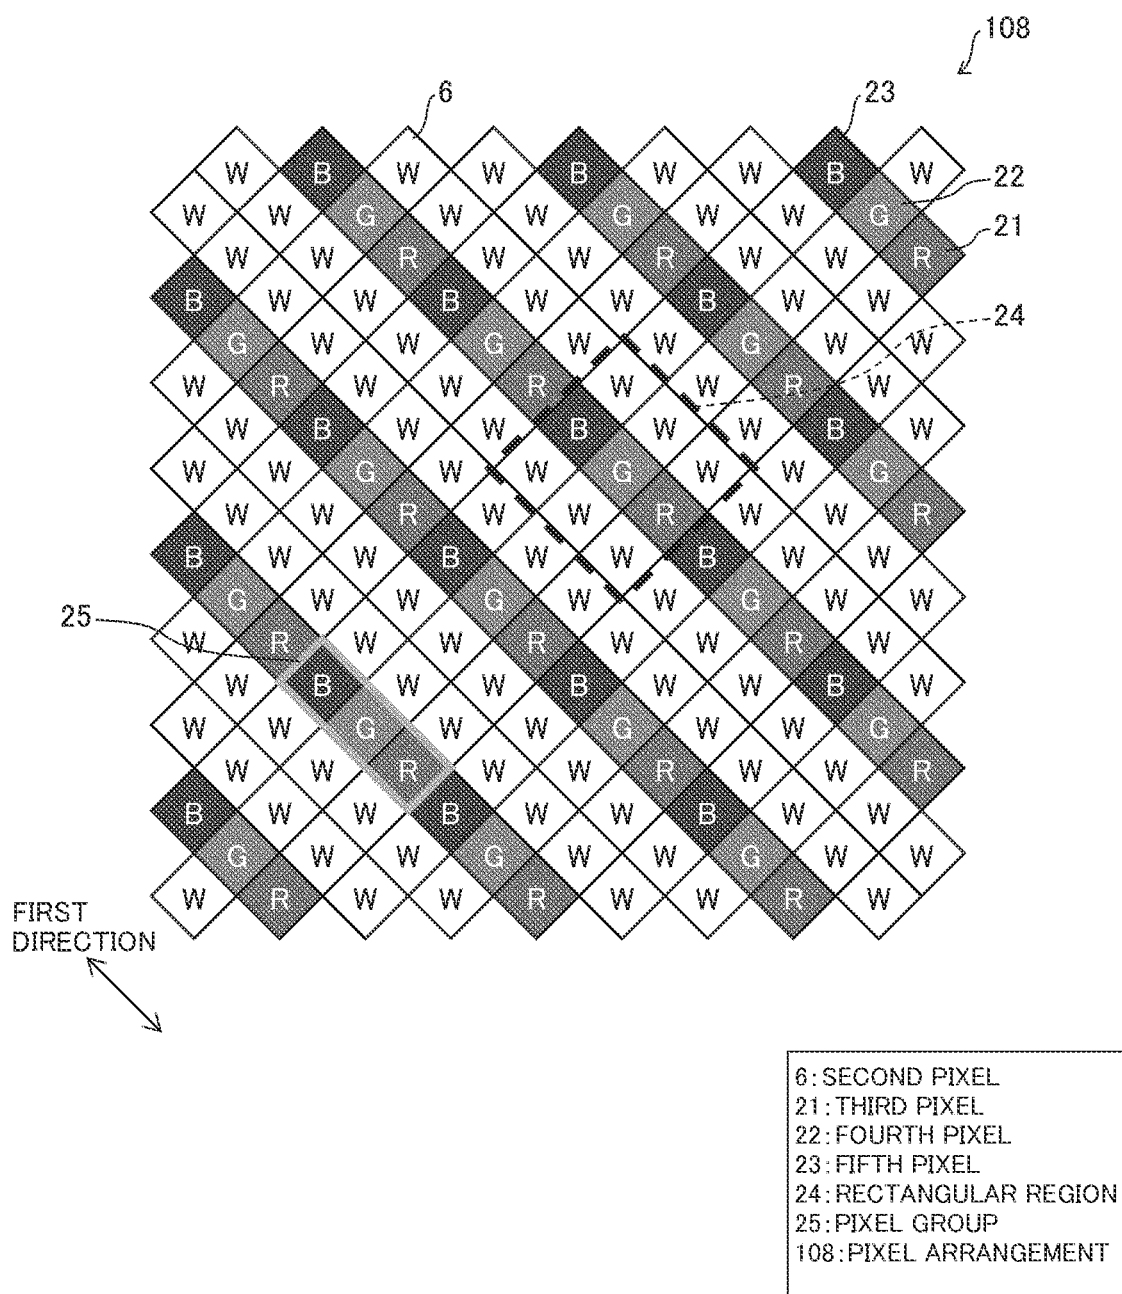 108
6
23
W B W W B W W B W
22
W W G W W G W W G
21
W W R W W R W W R
B W W B W W B W W
24
G W W G W W G W W
W R W W R W W R W
W B W W B W W B W
W W G W W G W W G
W W R W W R W W R
B W W B W W B W W
G W W G W W G W W
25
W R W W R W W R W
W B W W B W W B W
W W G W W G W W G
W W R W W R W W R
B W W B W W B W W
G W W G W W G W W
W R W W R W W R W
FIRST
DIRECTION
6:SECOND PIXEL
21:THIRD PIXEL
22:FOURTH PIXEL
23:FIFTH PIXEL
24:RECTANGULAR REGION
25:PIXEL GROUP
108:PIXEL ARRANGEMENT